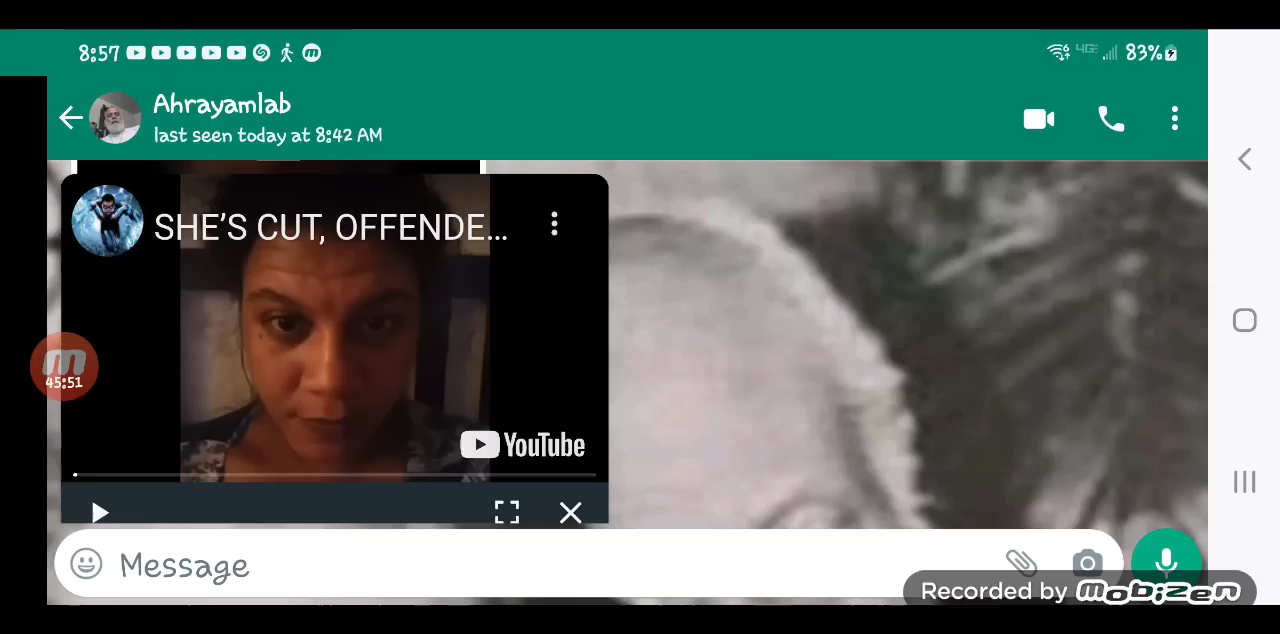 8:57
4GE 83%
Ahrayamlab
last seen today at 8:42 AM
SHE'S CUT, OFFENDE...
45:51
YouTube
Message
Recorded by mobizen